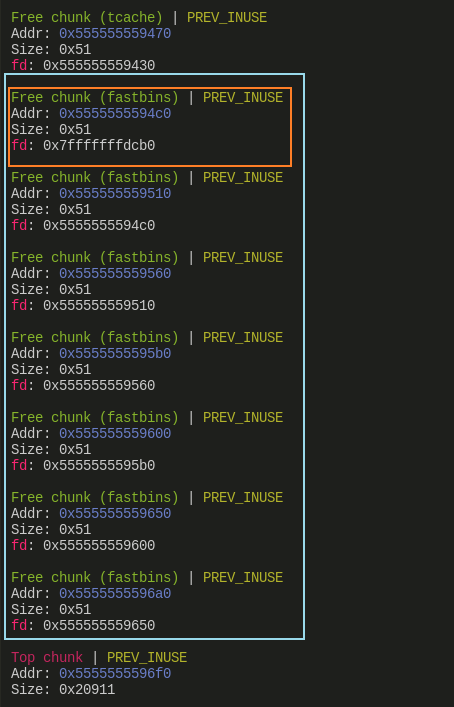 Free chunk (tcache) | PREV_INUSE
Addr: 0x555555559470
Size: 0x51
fd: 0x555555559430
Free chunk (fastbins) | PREV_INUSE
Addr: 0x5555555594c0
Size: 0x51
fd: 0x7fffffffdcb0
Free chunk (fastbins) | PREV_INUSE
Addr: 0x555555559510
Size: 0x51
fd: 0x5555555594c0
Free chunk (fastbins) | PREV_INUSE
Addr: 0x555555559560
Size: 0x51
fd: 0x555555559510
Free chunk (fastbins) | PREV_INUSE
Addr: 0x5555555595b0
Size: 0x51
fd: 0x555555559560
Free chunk (fastbins) | PREV_INUSE
Addr: 0x555555559600
Size: 0x51
fd: 0x5555555595b0
Free chunk (fastbins) | PREV_INUSE
Addr: 0x555555559650
Size: 0x51
fd: 0x555555559600
Free chunk (fastbins) | PREV_INUSE
Addr: 0x5555555596a0
Size: 0x51
fd: 0x555555559650
Top chunk | PREV_INUSE
Addr: 0x5555555596f0
Size: 0x20911